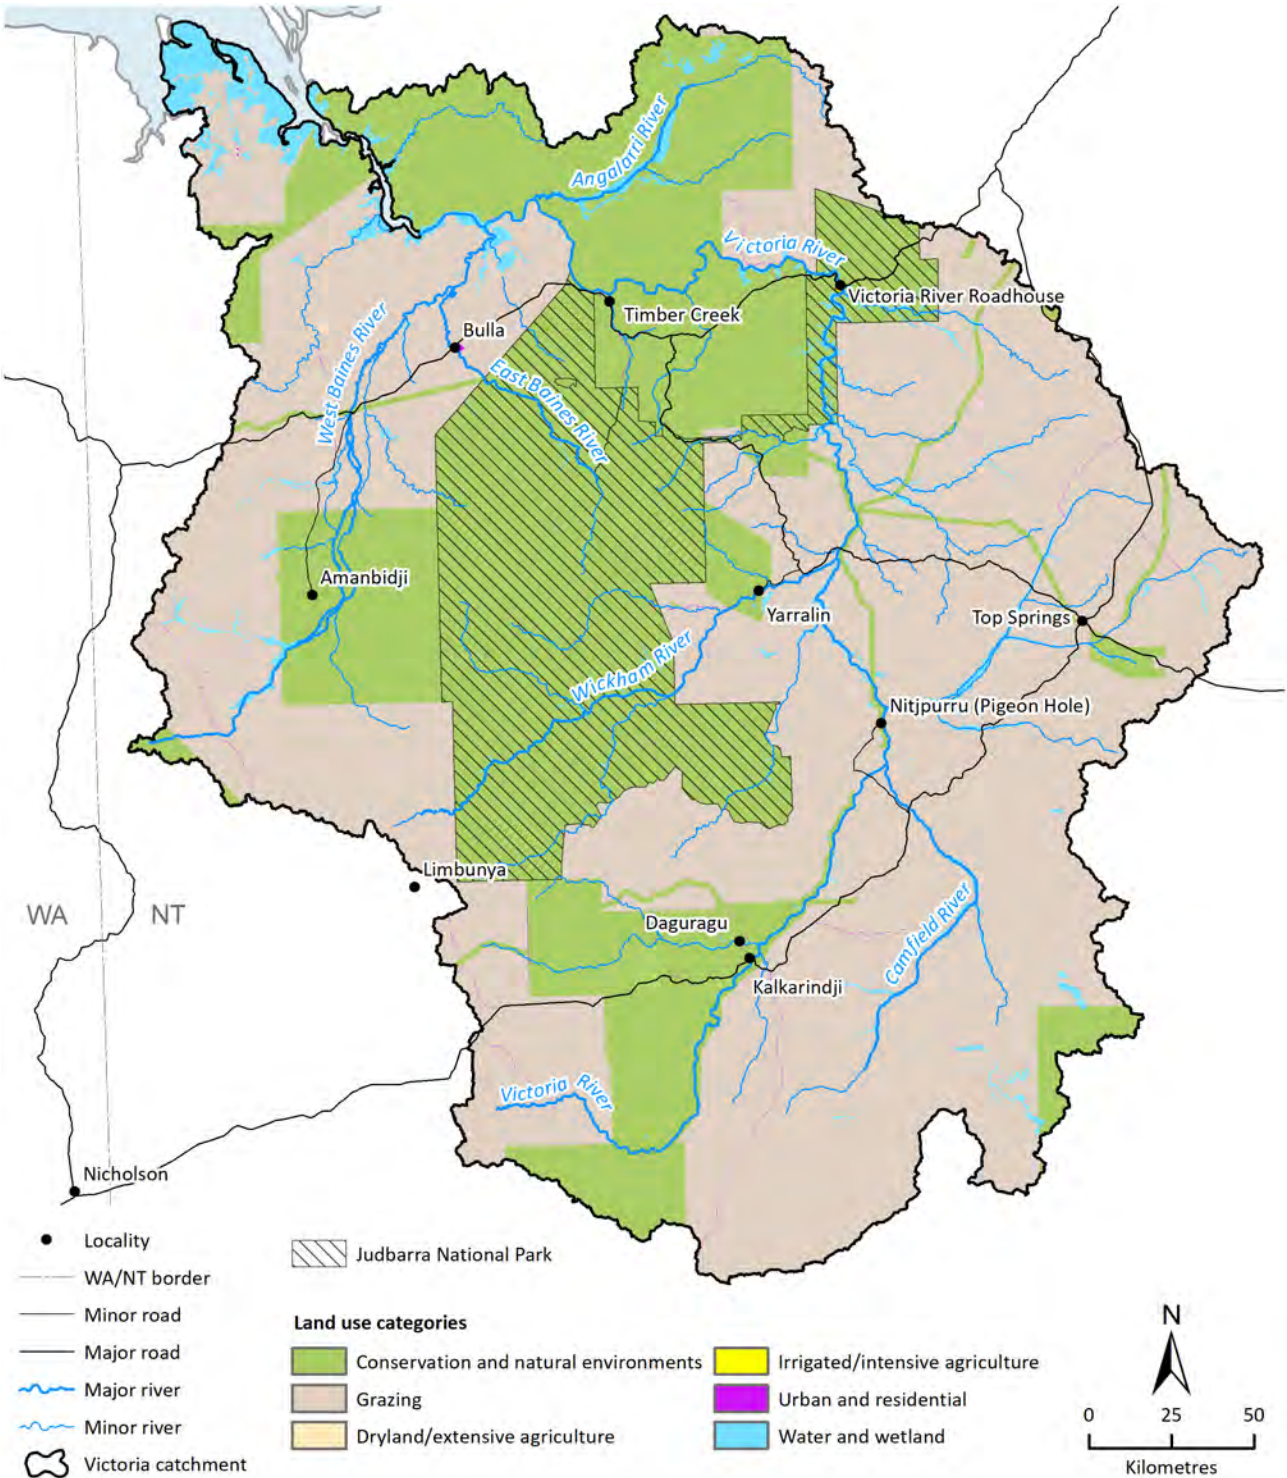 Angalarri River
Victoria River
Victoria River Roadhouse
Timber Creek
Bulla
West Baines River
East Baines River
Amanbidji
Yarralin
Top Springs
Wickham River
Nitjpurru (Pigeon Hole)
Limbunya
WA
NT
Daguragu
Camfield River
Kalkarindji
Victoria River
Nicholson
Locality
WA/NT border
Minor road
Major road
Major river
Minor river
Victoria catchment
Judbarra National Park
Land use categories
Conservation and natural environments
Grazing
Dryland/extensive agriculture
Irrigated/intensive agriculture
Urban and residential
Water and wetland
N
0 25 50
Kilometres